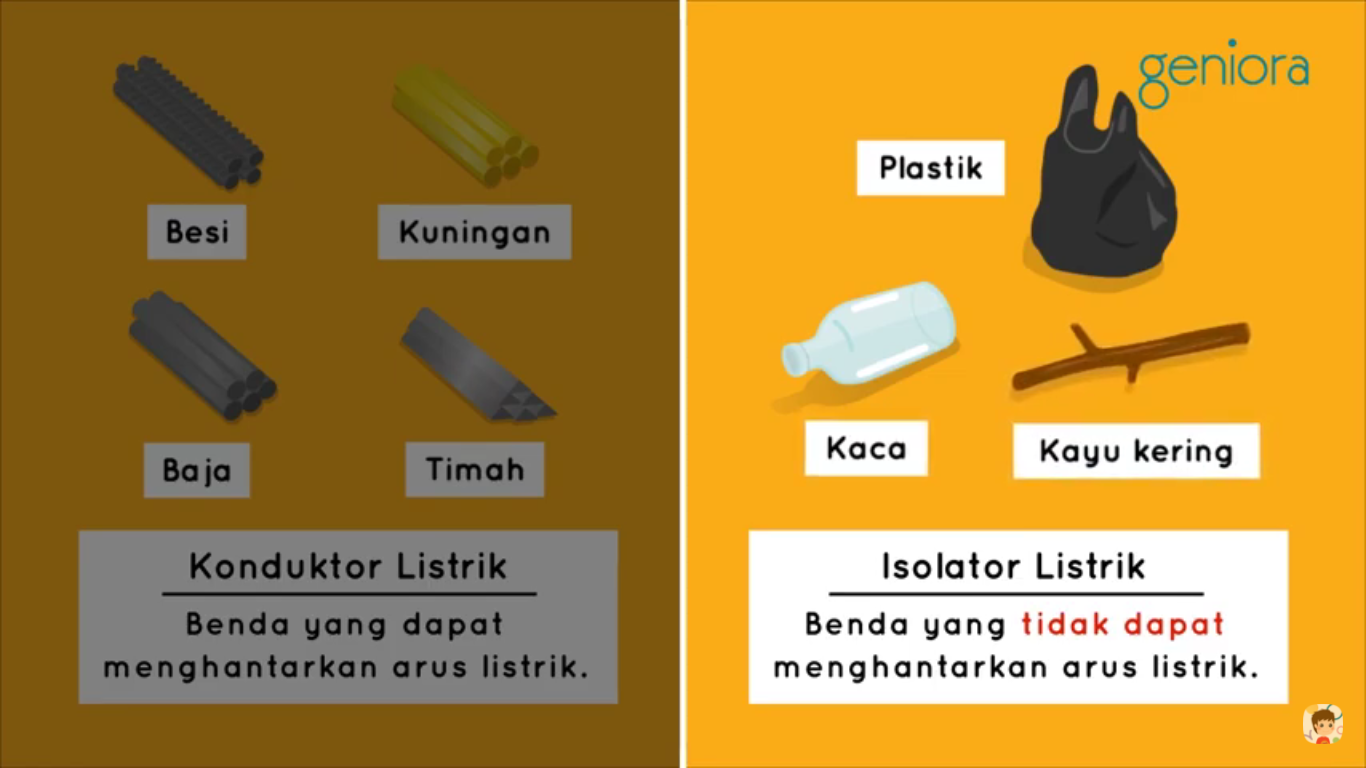 Besi
Kuningan
Baja
Timah
Konduktor Listrik
Benda yang dapat
menghantarkan arus listrik.
geniora
Plastik
Kaca
Kayu kering
Isolator Listrik
Benda yang tidak dapat
menghantarkan arus listrik.